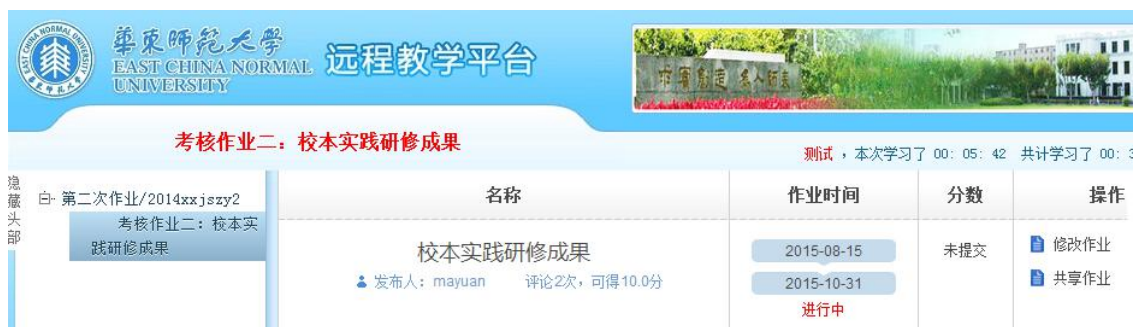 華東師範大學
EAST CHINA NORMAL
UNIVERSITY
远程教学平台
考核作业二：校本实践研修成果
测试，本次学习了 00: 05: 42 共计学习了 00:
隐藏头部
第二次作业/2014xxjszy2
考核作业二：校本实
践研修成果
名称 作业时间 分数 操作
校本实践研修成果
发布人：mayuan 评论2次，可得10.0分
2015-08-15
2015-10-31
进行中
未提交
修改作业
共享作业